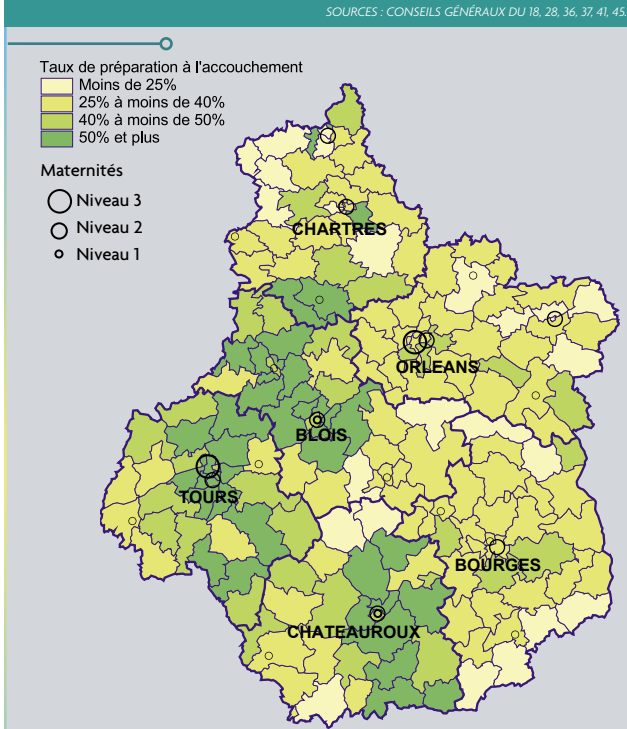 SOURCES : CONSEILS GÉNÉRAUX DU 18, 28, 36, 37, 41, 45.
Taux de préparation à l'accouchement
Moins de 25%
25% à moins de 40%
40% à moins de 50%
50% et plus
Maternités
Niveau 3
Niveau 2
Niveau 1
CHARTRES
ORLEANS
BLOIS
TOURS
BOURGES
CHATEAUROUX